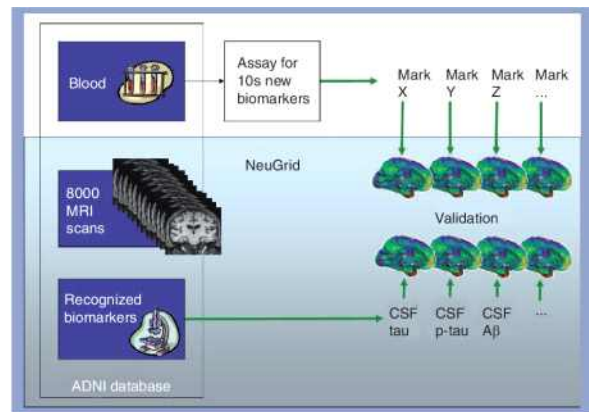 Blood
Assay for
10s new
biomarkers
Mark
X
Mark
Y
Mark
Z
Mark
...
NeuGrid
8000
MRI
scans
Validation
Recognized
biomarkers
CSF
tau
CSF
p-tau
CSF
Aβ
...
ADNI database